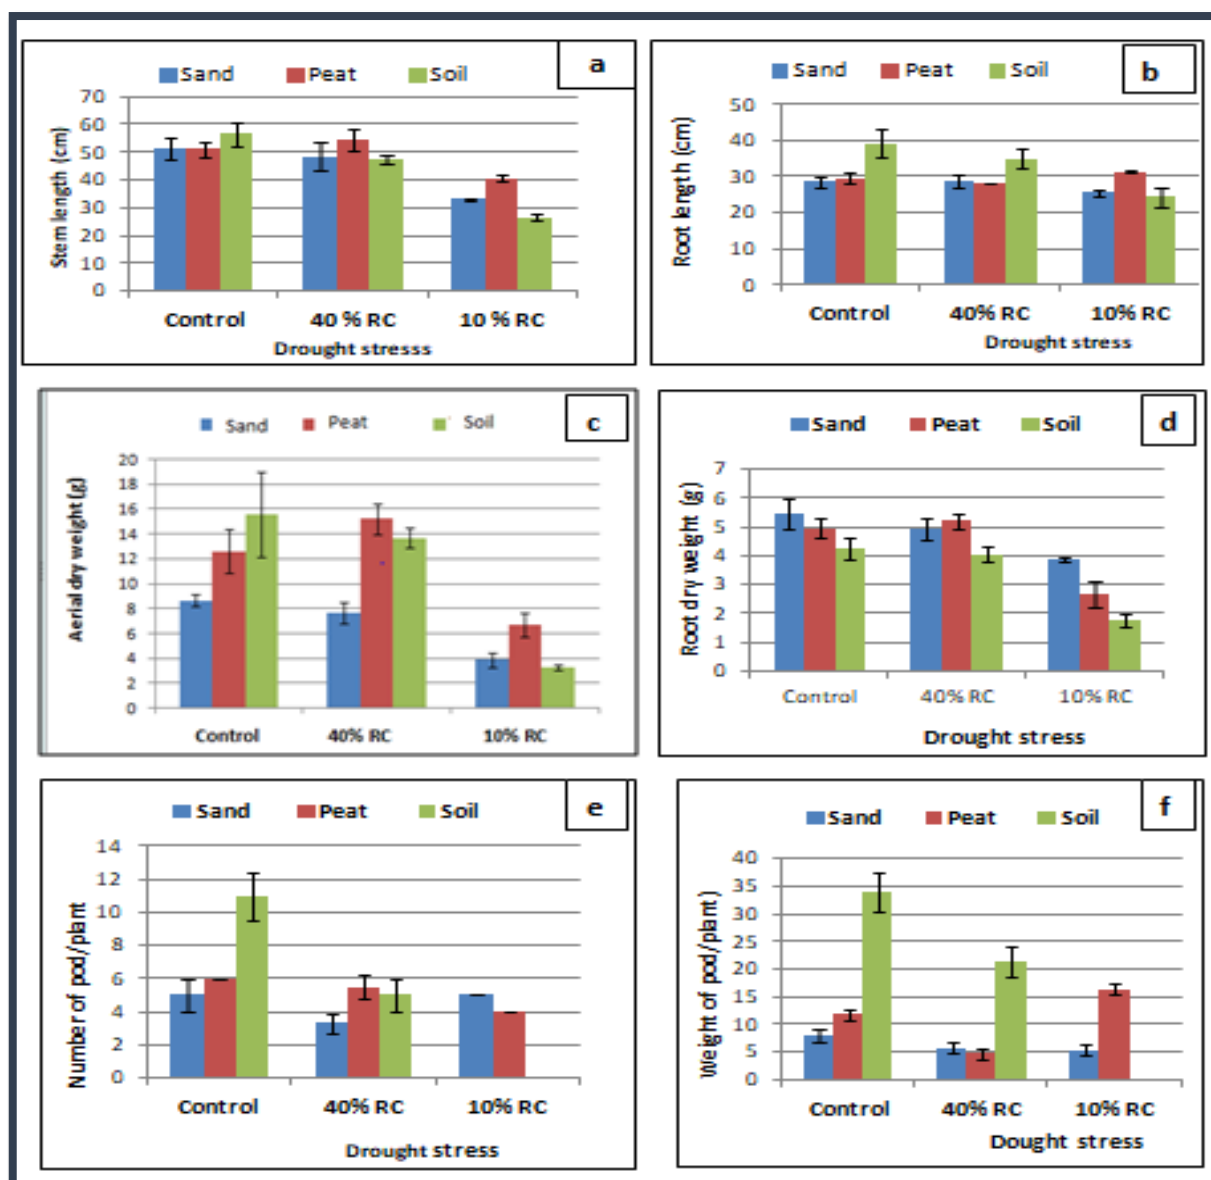 a
Sand Peat Soil
Stem length (cm)
70
60
50
40
30
20
10
0
Control 40 % RC 10 % RC
Drought stresss
b
Sand Peat Soil
Root length (cm)
50
40
30
20
10
0
Control 40% RC 10% RC
Drought stress
c
Sand Peat Soil
Aerial dry weight (g)
20
18
16
14
12
10
8
6
4
2
0
Control 40% RC 10% RC
d
Sand Peat Soil
Root dry weight (g)
7
6
5
4
3
2
1
0
Control 40% RC 10% RC
Drought stress
e
Sand Peat Soil
Number of pod/plant
14
12
10
8
6
4
2
0
Control 40% RC 10% RC
Drought stress
f
Sand Peat Soil
Weight of pod/plant)
40
35
30
25
20
15
10
5
0
Control 40% RC 10% RC
Dought stress